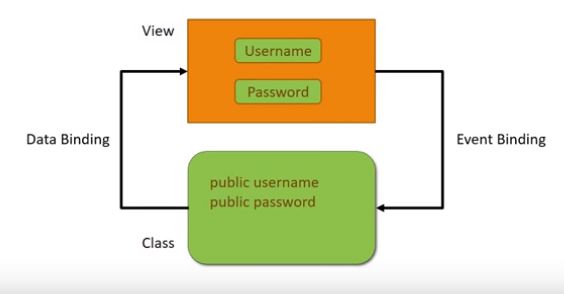 View
Username
Password
Data Binding
Event Binding
public username
public password
Class